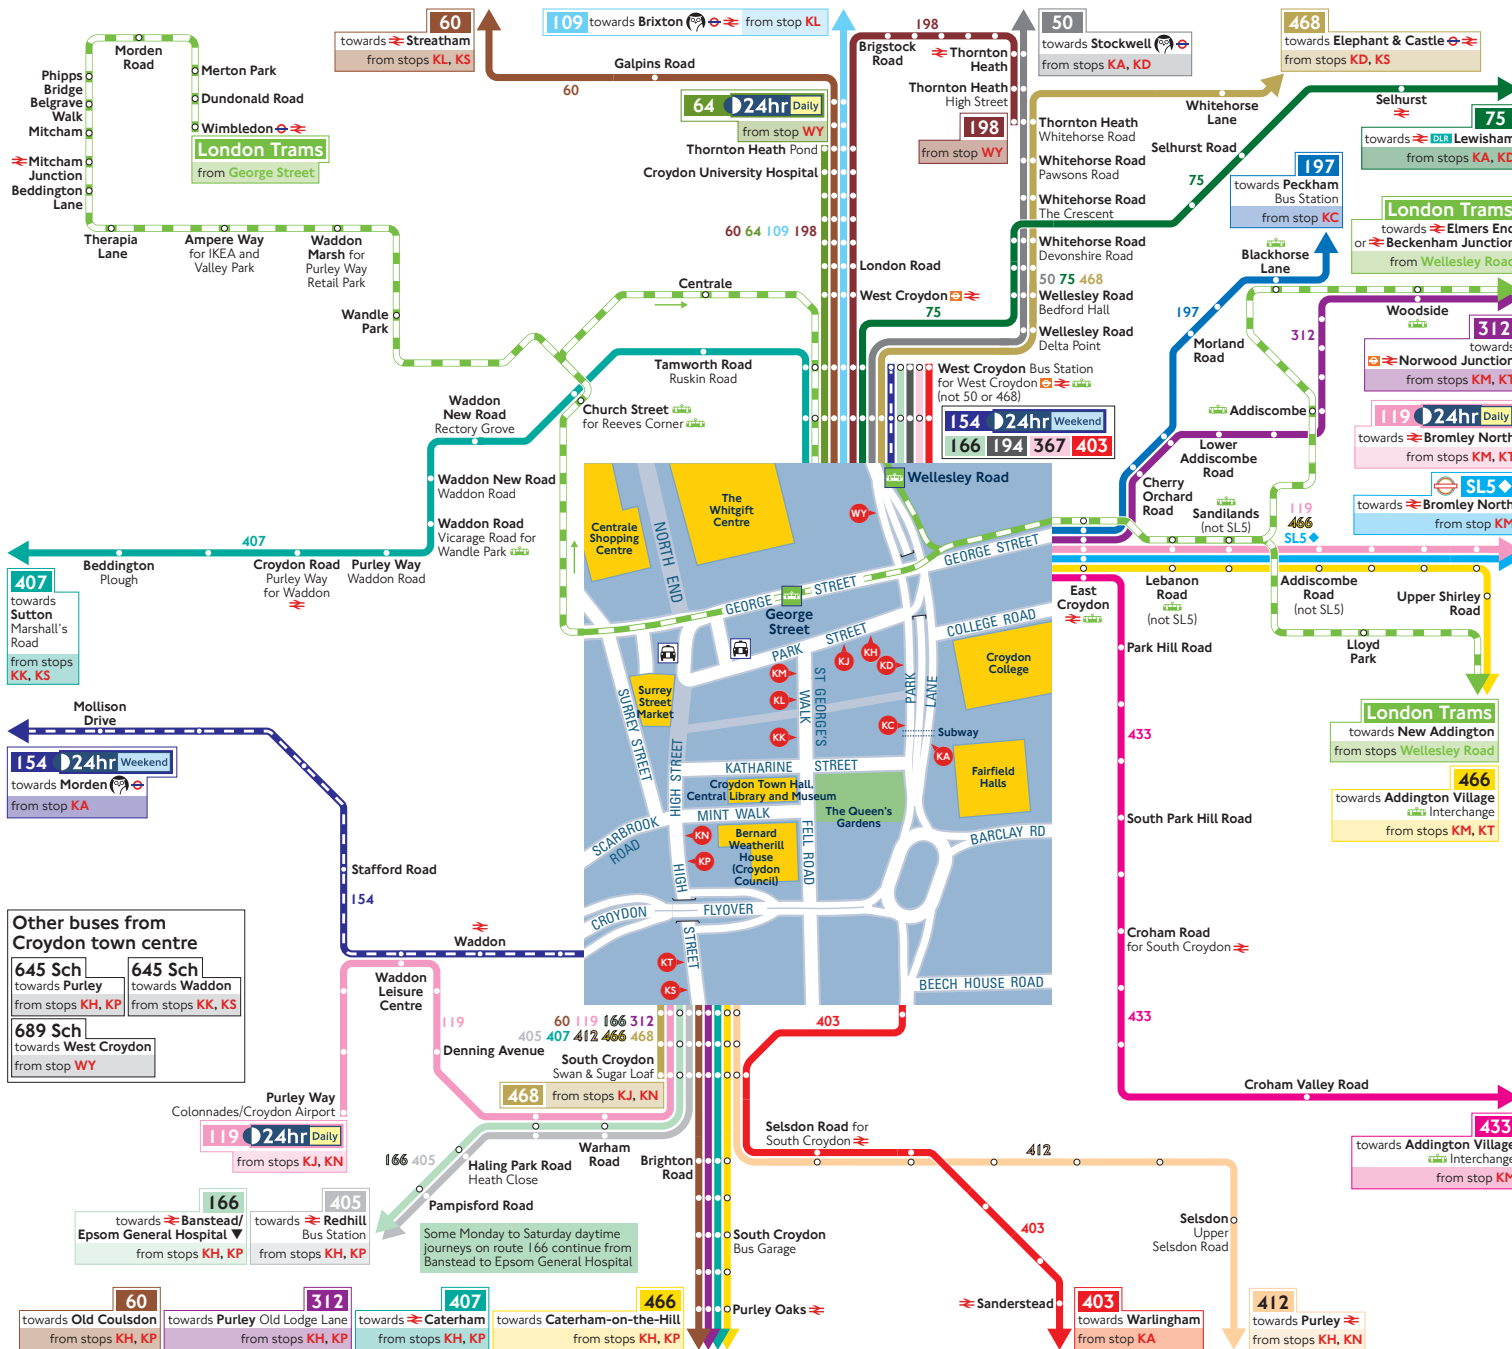 60
towards Streatham
from stops KL, KS
109 towards Brixton from stop KL
198
Brigstock
Road
Thornton
Heath
Thornton Heath
High Street
198
from stop WY
50
towards Stockwell
from stops KA, KD
468
towards Elephant & Castle
from stops KD, KS
Morden
Road
Phipps
Bridge
Belgrave
Walk
Mitcham
Mitcham
Junction
Beddington
Lane
Merton Park
Dundonald Road
Wimbledon
London Trams
from George Street
Therapia
Lane
Ampere Way
for IKEA and
Valley Park
Waddon
Marsh for
Purley Way
Retail Park
Wandle
Park
Galpins Road
60
64 24hr Daily
from stop WY
Thornton Heath Pond
Croydon University Hospital
60 64 109 198
Centrale
London Road
West Croydon
75
Thornton Heath
Whitehorse Road
Whitehorse Road
Pawsons Road
Whitehorse Road
The Crescent
Whitehorse Road
Devonshire Road
50 75 468
Wellesley Road
Bedford Hall
Wellesley Road
Delta Point
Whitehorse
Lane
Selhurst Road
75
Selhurst
75
towards DLR Lewisham
from stops KA, KD
197
towards Peckham
Bus Station
from stop KC
London Trams
towards Elmers End
or Beckenham Junction
from Wellesley Road
Blackhorse
Lane
197
Morland
Road
312
Woodside
312
towards
Norwood Junction
from stops KM, KT
Addiscombe
Lower
Addiscombe
Road
Cherry
Orchard
Road
Sandilands
(not SL5)
119 24hr Daily
towards Bromley North
from stops KM, KT
SL5
towards Bromley North
from stop KM
119
466
SL5
Tamworth Road
Ruskin Road
Waddon
New Road
Rectory Grove
Church Street
for Reeves Corner
Waddon New Road
Waddon Road
Waddon Road
Vicarage Road for
Wandle Park
West Croydon Bus Station
for West Croydon
(not 50 or 468)
154 24hr Weekend
166 194 367 403
407
Beddington
Plough
Croydon Road
Purley Way
for Waddon
Purley Way
Waddon Road
407
towards
Sutton
Marshall's
Road
from stops
KK, KS
Wellesley Road
The
Whitgift
Centre
Centrale
Shopping
Centre
NORTH END
WY
GEORGE STREET
GEORGE STREET
George
Street
PARK STREET
COLLEGE ROAD
Croydon
College
KM
KJ
KH
KD
KL
KK
KC
KA
Subway
ST GEORGE'S
WALK
PARK
LANE
Surrey
Street
Market
SURREY STREET
HIGH STREET
KATHARINE STREET
Croydon Town Hall,
Central Library and Museum
The Queen's
Gardens
Fairfield
Halls
MINT WALK
SCARBROOK
ROAD
KN
KP
Bernard
Weatherill
House
(Croydon
Council)
FELL ROAD
BARCLAY RD
HIGH
STREET
CROYDON FLYOVER
KT
KS
BEECH HOUSE ROAD
East
Croydon
Lebanon
Road
(not SL5)
Addiscombe
Road
(not SL5)
Upper Shirley
Road
Lloyd
Park
Park Hill Road
433
South Park Hill Road
Croham Road
for South Croydon
433
Croham Valley Road
London Trams
towards New Addington
from stops Wellesley Road
466
towards Addington Village
Interchange
from stops KM, KT
433
towards Addington Village
Interchange
from stop KM
Mollison
Drive
154 24hr Weekend
towards Morden
from stop KA
Stafford Road
154
Waddon
Other buses from
Croydon town centre
645 Sch
towards Purley
from stops KH, KP
645 Sch
towards Waddon
from stops KK, KS
689 Sch
towards West Croydon
from stop WY
Waddon
Leisure
Centre
119
Denning Avenue
60 119 166 312
405 407 412 466 468
South Croydon
Swan & Sugar Loaf
468 from stops KJ, KN
Purley Way
Colonnades/Croydon Airport
119 24hr Daily
from stops KJ, KN
Warham
Road
166 405
Haling Park Road
Heath Close
Pampisford Road
Brighton
Road
166
towards Banstead/
Epsom General Hospital ▼
from stops KH, KP
405
towards Redhill
Bus Station
from stops KH, KP
Some Monday to Saturday daytime
journeys on route 166 continue from
Banstead to Epsom General Hospital
403
Selsdon Road for
South Croydon
412
403
South Croydon
Bus Garage
Purley Oaks
Selsdon
Upper
Selsdon Road
Sanderstead
60
towards Old Coulsdon
from stops KH, KP
312
towards Purley Old Lodge Lane
from stops KH, KP
407
towards Caterham
from stops KH, KP
466
towards Caterham-on-the-Hill
from stops KH, KP
403
towards Warlingham
from stop KA
412
towards Purley
from stops KH, KN